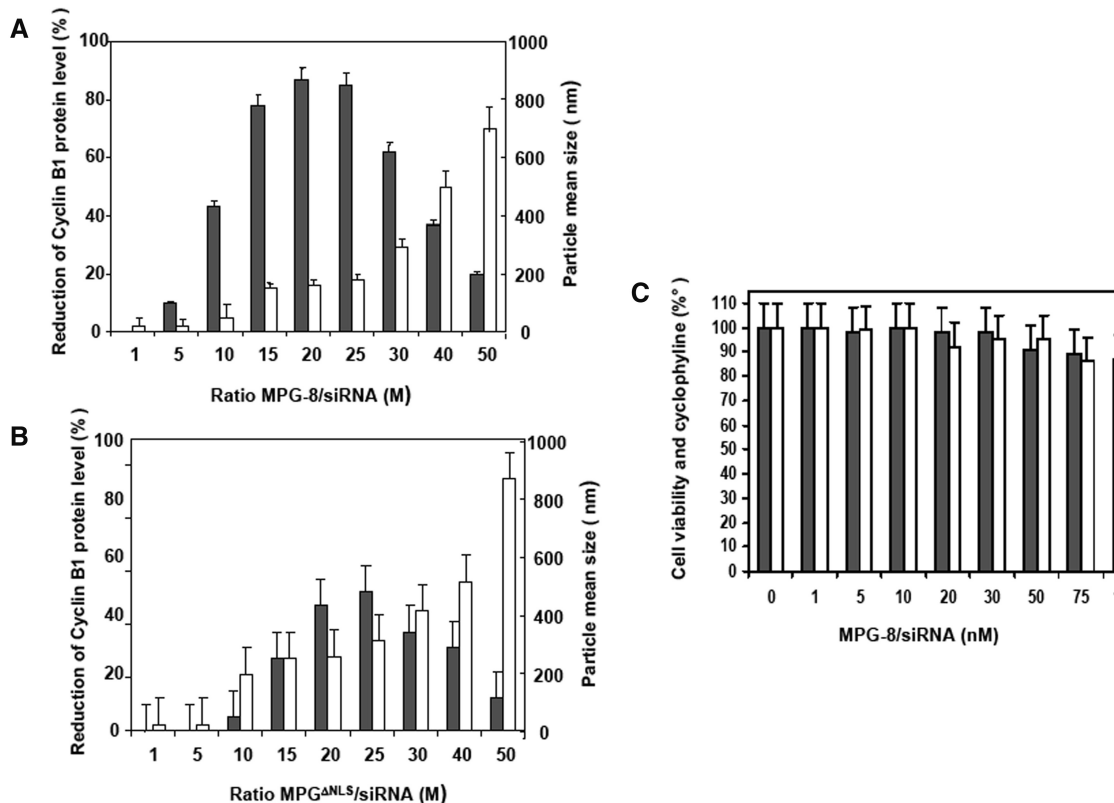 A
Reduction of Cyclin B1 protein level (%)
100
80
60
40
20
0
1000
800
600
400
200
0
Particle mean size ( nm)
1 5 10 15 20 25 30 40 50
Ratio MPG-8/siRNA (M)
B
Reduction of Cyclin B1 protein level (%)
100
80
60
40
20
0
1000
800
600
400
200
0
Particle mean size ( nm)
1 5 10 15 20 25 30 40 50
Ratio MPGΔNLS/siRNA (M)
C
Cell viability and cyclophyline (%°)
110
100
90
80
70
60
50
40
30
20
10
0
0 1 5 10 20 30 50 75
MPG-8/siRNA (nM)